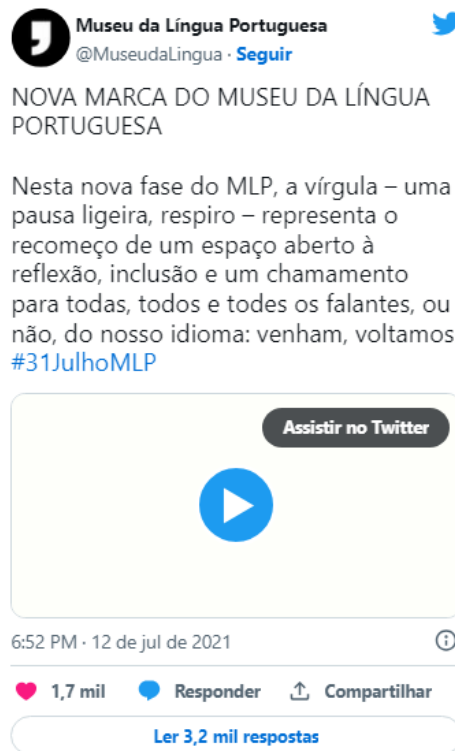 Museu da Língua Portuguesa
@MuseudaLingua · Seguir
NOVA MARCA DO MUSEU DA LÍNGUA
PORTUGUESA
Nesta nova fase do MLP, a vírgula – uma
pausa ligeira, respiro – representa o
recomeço de um espaço aberto à
reflexão, inclusão e um chamamento
para todas, todos e todes os falantes, ou
não, do nosso idioma: venham, voltamos
#31JulhoMLP
Assistir no Twitter
6:52 PM · 12 de jul de 2021
1,7 mil Responder Compartilhar
Ler 3,2 mil respostas